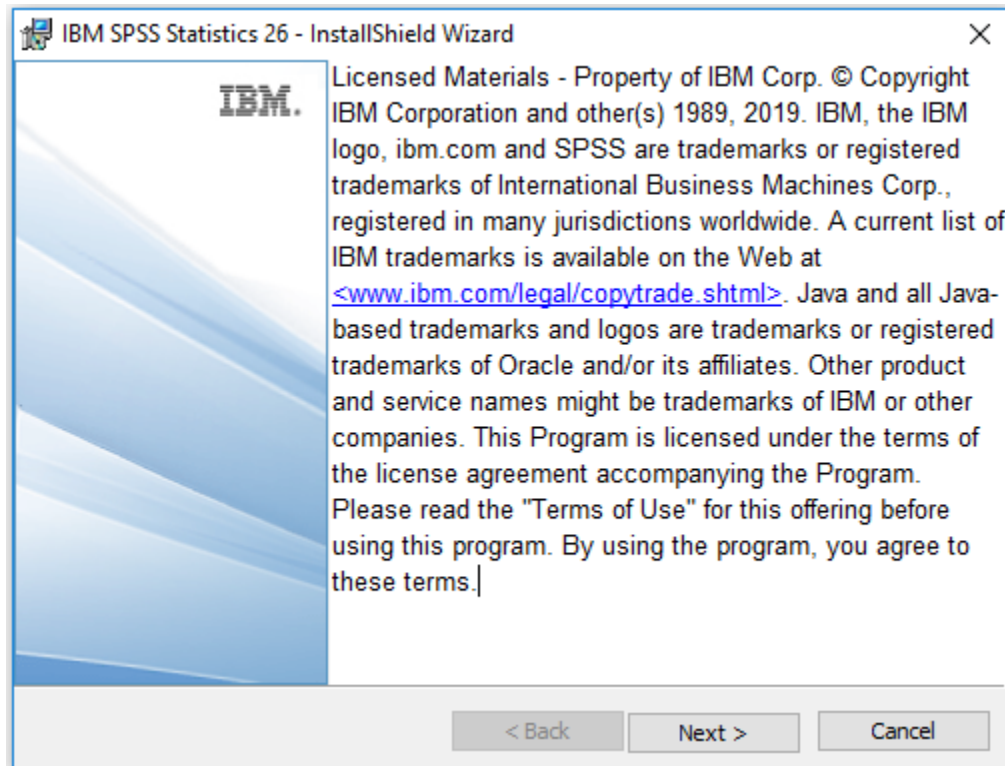 IBM SPSS Statistics 26 - InstallShield Wizard
IBM.
Licensed Materials - Property of IBM Corp. © Copyright
IBM Corporation and other(s) 1989, 2019. IBM, the IBM
logo, ibm.com and SPSS are trademarks or registered
trademarks of International Business Machines Corp.,
registered in many jurisdictions worldwide. A current list of
IBM trademarks is available on the Web at
<www.ibm.com/legal/copytrade.shtml>. Java and all Java-
based trademarks and logos are trademarks or registered
trademarks of Oracle and/or its affiliates. Other product
and service names might be trademarks of IBM or other
companies. This Program is licensed under the terms of
the license agreement accompanying the Program.
Please read the "Terms of Use" for this offering before
using this program. By using the program, you agree to
these terms.
< Back Next > Cancel